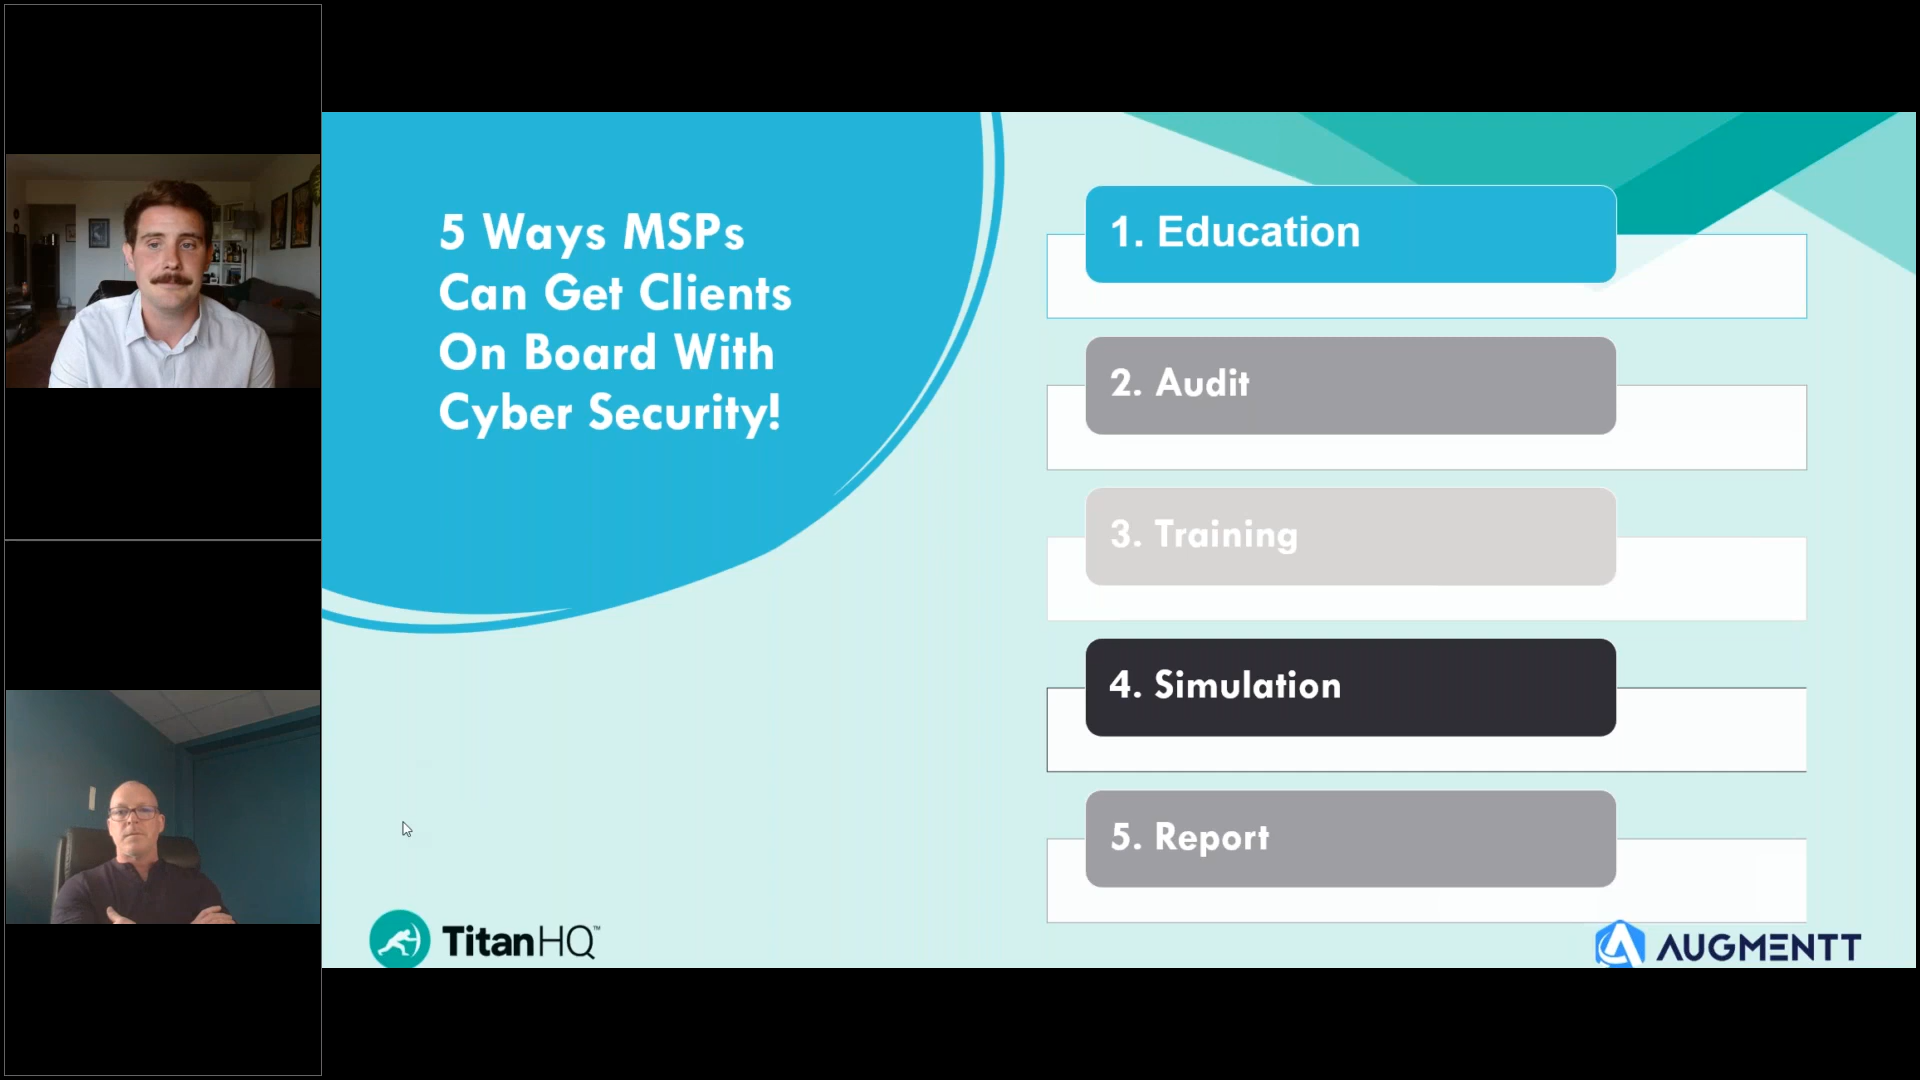 5 Ways MSPs
Can Get Clients
On Board With
Cyber Security!
1. Education
2. Audit
3. Training
4. Simulation
5. Report
TitanHQ™
AUGMENTT